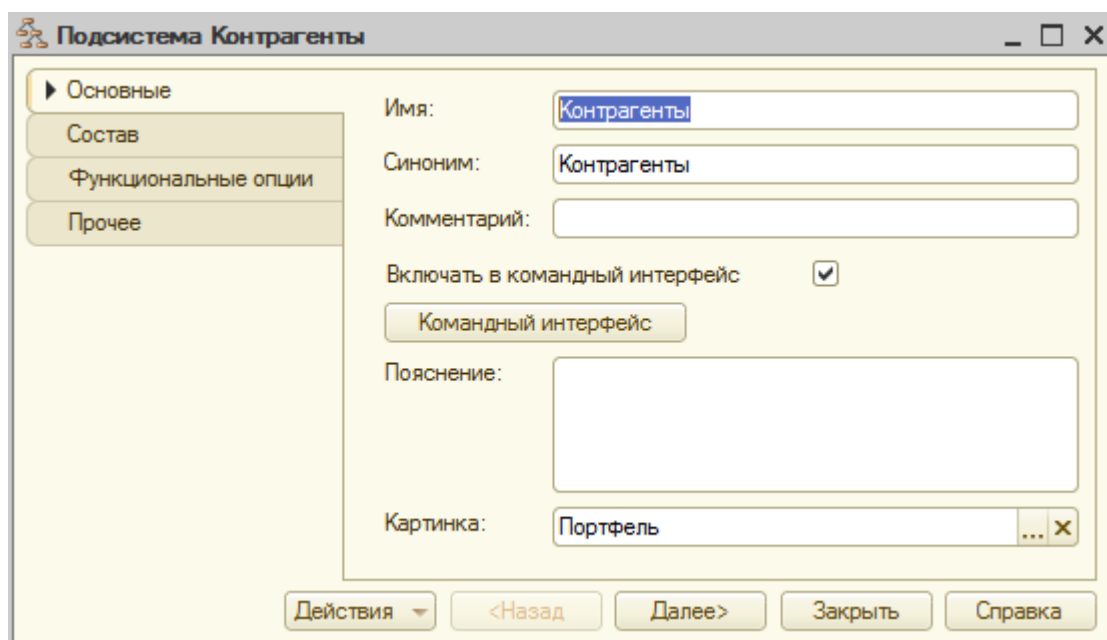 Подсистема Контрагенты
Основные
Состав
Функциональные опции
Прочее
Имя: Контрагенты
Синоним: Контрагенты
Комментарий:
Включать в командный интерфейс
Командный интерфейс
Пояснение:
Картинка: Портфель ...
Действия <Назад Далее> Закрыть Справка